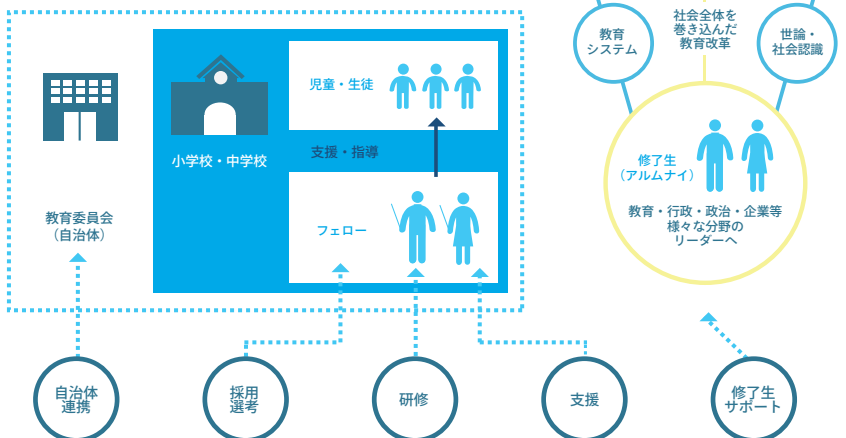 児童・生徒
小学校・中学校
支援・指導
フェロー
教育委員会
（自治体）
教育
システム
社会全体を
巻き込んだ
教育改革
世論・
社会認識
修了生
（アルムナイ）
教育・行政・政治・企業等
様々な分野の
リーダーへ
自治体
連携
採用
選考
研修
支援
修了生
サポート